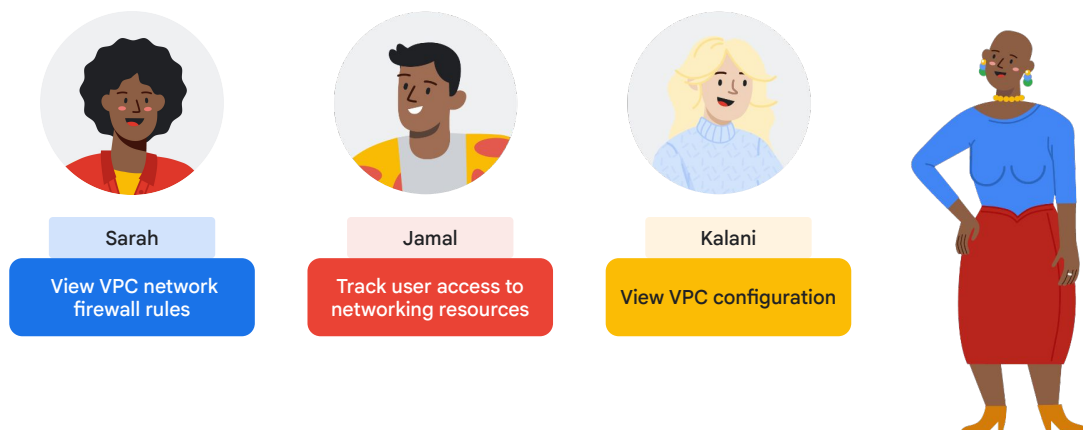 Sarah
View VPC network
firewall rules
Jamal
Track user access to
networking resources
Kalani
View VPC configuration